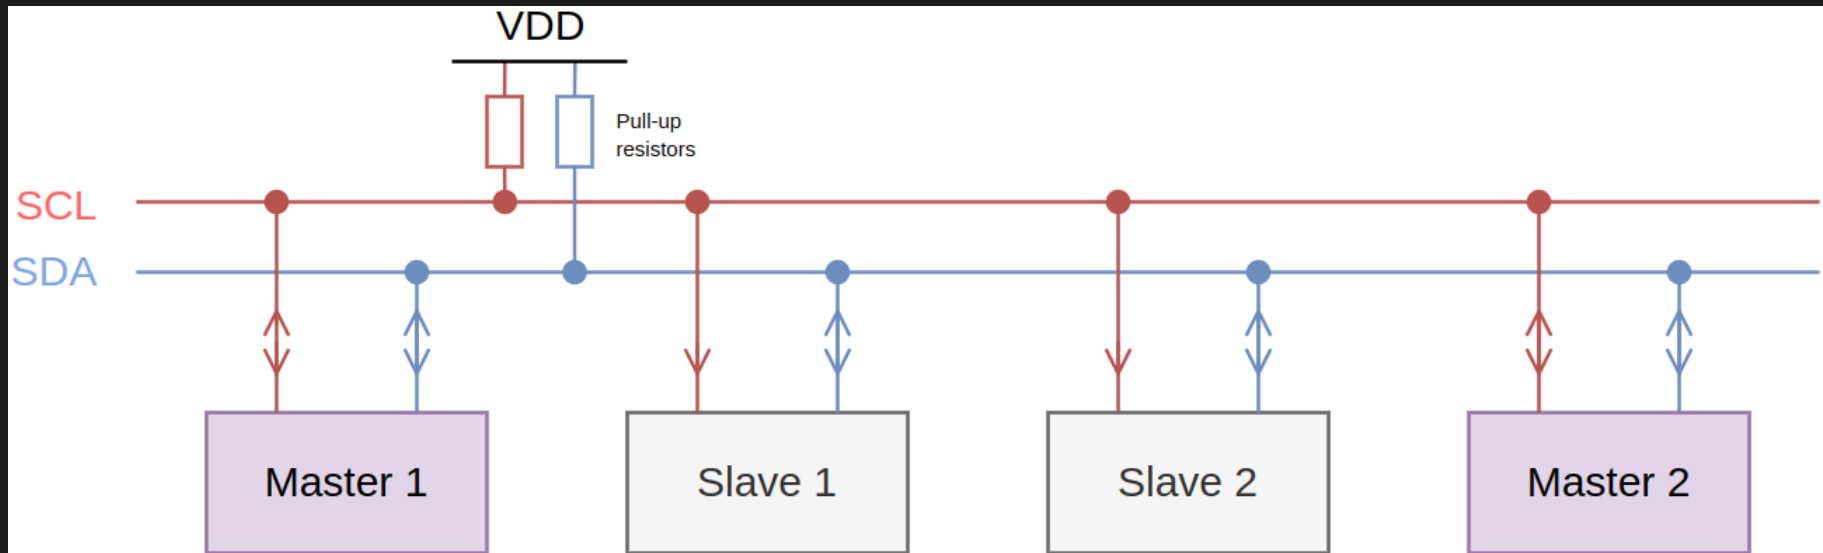 VDD
Pull-up
resistors
SCL
SDA
Master 1
Slave 1
Slave 2
Master 2